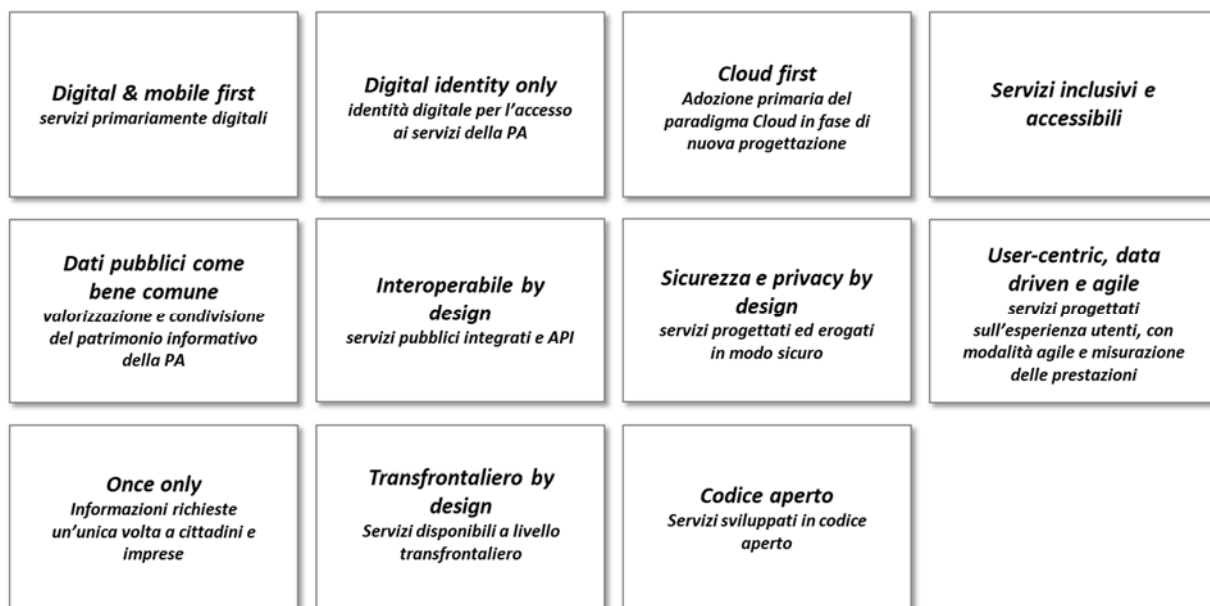 Digital & mobile first
servizi primariamente digitali
Digital identity only
identità digitale per l'accesso
ai servizi della PA
Cloud first
Adozione primaria del
paradigma Cloud in fase di
nuova progettazione
Servizi inclusivi e
accessibili
Dati pubblici come
bene comune
valorizzazione e condivisione
del patrimonio informativo
della PA
Interoperabile by
design
servizi pubblici integrati e API
Sicurezza e privacy by
design
servizi progettati ed erogati
in modo sicuro
User-centric, data
driven e agile
servizi progettati
sull'esperienza utenti, con
modalità agile e misurazione
delle prestazioni
Once only
Informazioni richieste
un'unica volta a cittadini e
imprese
Transfrontaliero by
design
Servizi disponibili a livello
transfrontaliero
Codice aperto
Servizi sviluppati in codice
aperto